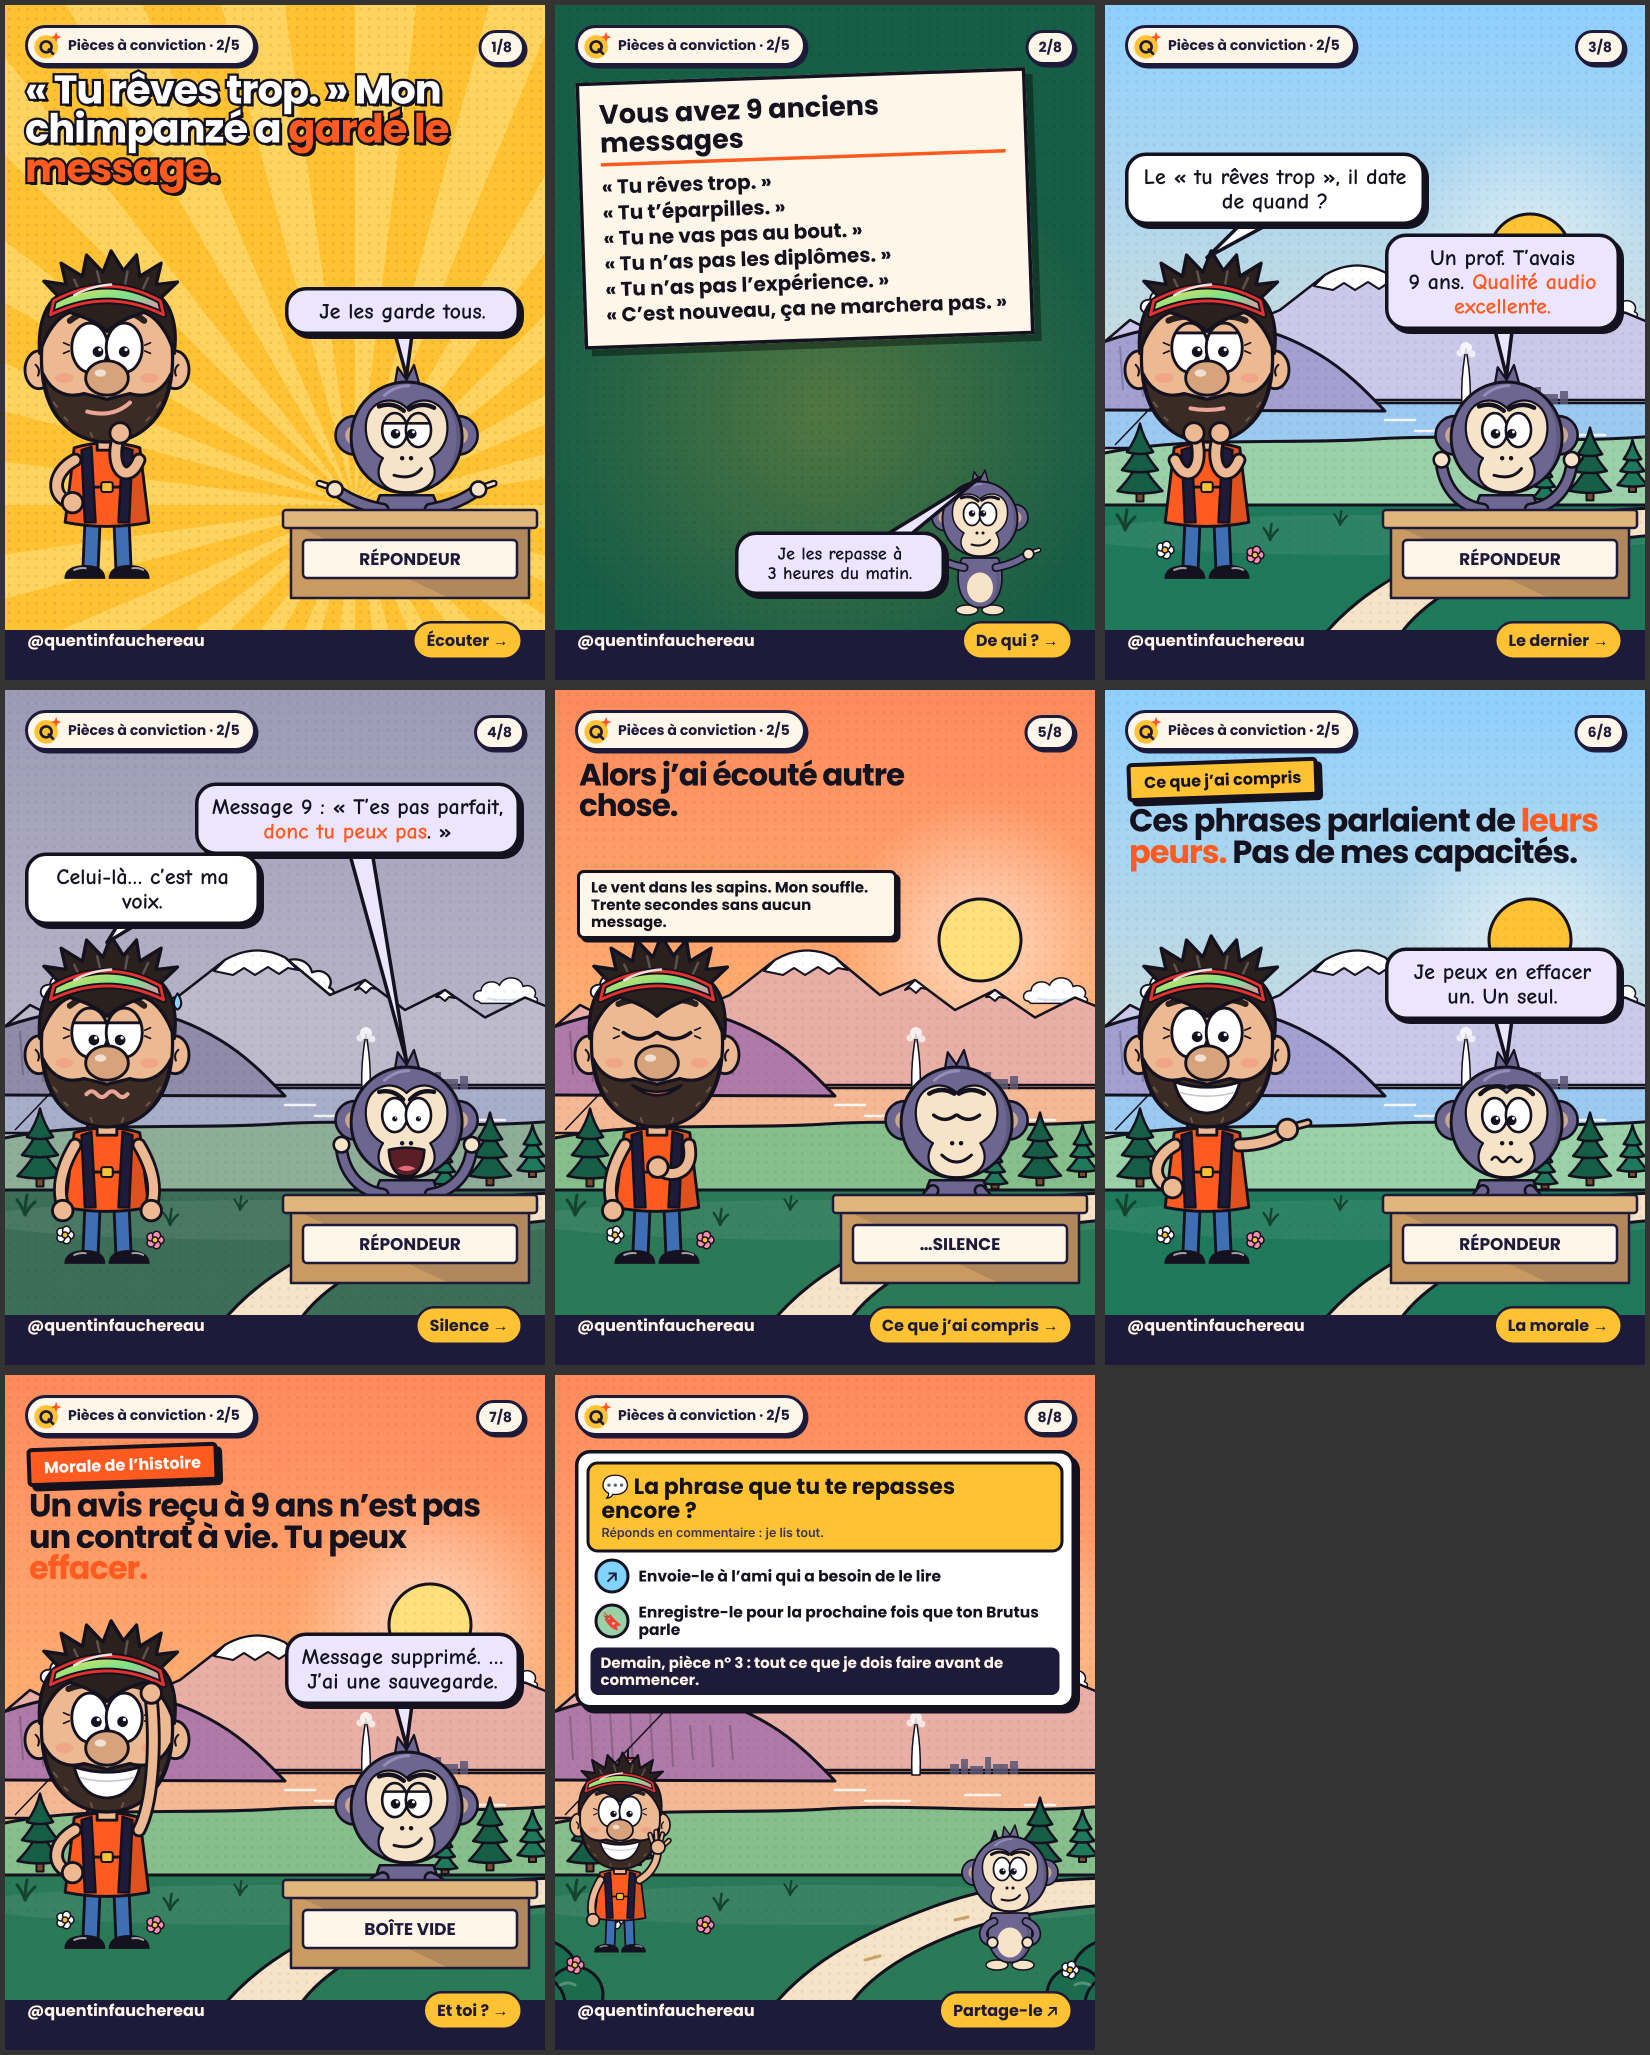 Pièces à conviction · 2/5
1/8
« Tu rêves trop. » Mon
chimpanzé a gardé le
message.
Je les garde tous.
RÉPONDEUR
@quentinfauchereau
Écouter →
Pièces à conviction · 2/5
2/8
Vous avez 9 anciens
messages
« Tu rêves trop. »
« Tu t’éparpilles. »
« Tu ne vas pas au bout. »
« Tu n’as pas les diplômes. »
« Tu n’as pas l’expérience. »
« C’est nouveau, ça ne marchera pas. »
Je les repasse à
3 heures du matin.
@quentinfauchereau
De qui ? →
Pièces à conviction · 2/5
3/8
Le « tu rêves trop », il date
de quand ?
Un prof. T’avais
9 ans. Qualité audio
excellente.
RÉPONDEUR
@quentinfauchereau
Le dernier →
Pièces à conviction · 2/5
4/8
Message 9 : « T’es pas parfait,
donc tu peux pas. »
Celui-là... c’est ma
voix.
RÉPONDEUR
@quentinfauchereau
Silence →
Pièces à conviction · 2/5
5/8
Alors j’ai écouté autre
chose.
Le vent dans les sapins. Mon souffle.
Trente secondes sans aucun
message.
...SILENCE
@quentinfauchereau
Ce que j’ai compris →
Pièces à conviction · 2/5
6/8
Ce que j’ai compris
Ces phrases parlaient de leurs
peurs. Pas de mes capacités.
Je peux en effacer
un. Un seul.
RÉPONDEUR
@quentinfauchereau
La morale →
Pièces à conviction · 2/5
7/8
Morale de l’histoire
Un avis reçu à 9 ans n’est pas
un contrat à vie. Tu peux
effacer.
Message supprimé. ...
J’ai une sauvegarde.
BOÎTE VIDE
@quentinfauchereau
Et toi ? →
Pièces à conviction · 2/5
8/8
💬 La phrase que tu te repasses
encore ?
Réponds en commentaire : je lis tout.
Envoie-le à l’ami qui a besoin de le lire
Enregistre-le pour la prochaine fois que ton Brutus
parle
Demain, pièce n° 3 : tout ce que je dois faire avant de
commencer.
@quentinfauchereau
Partage-le ↗